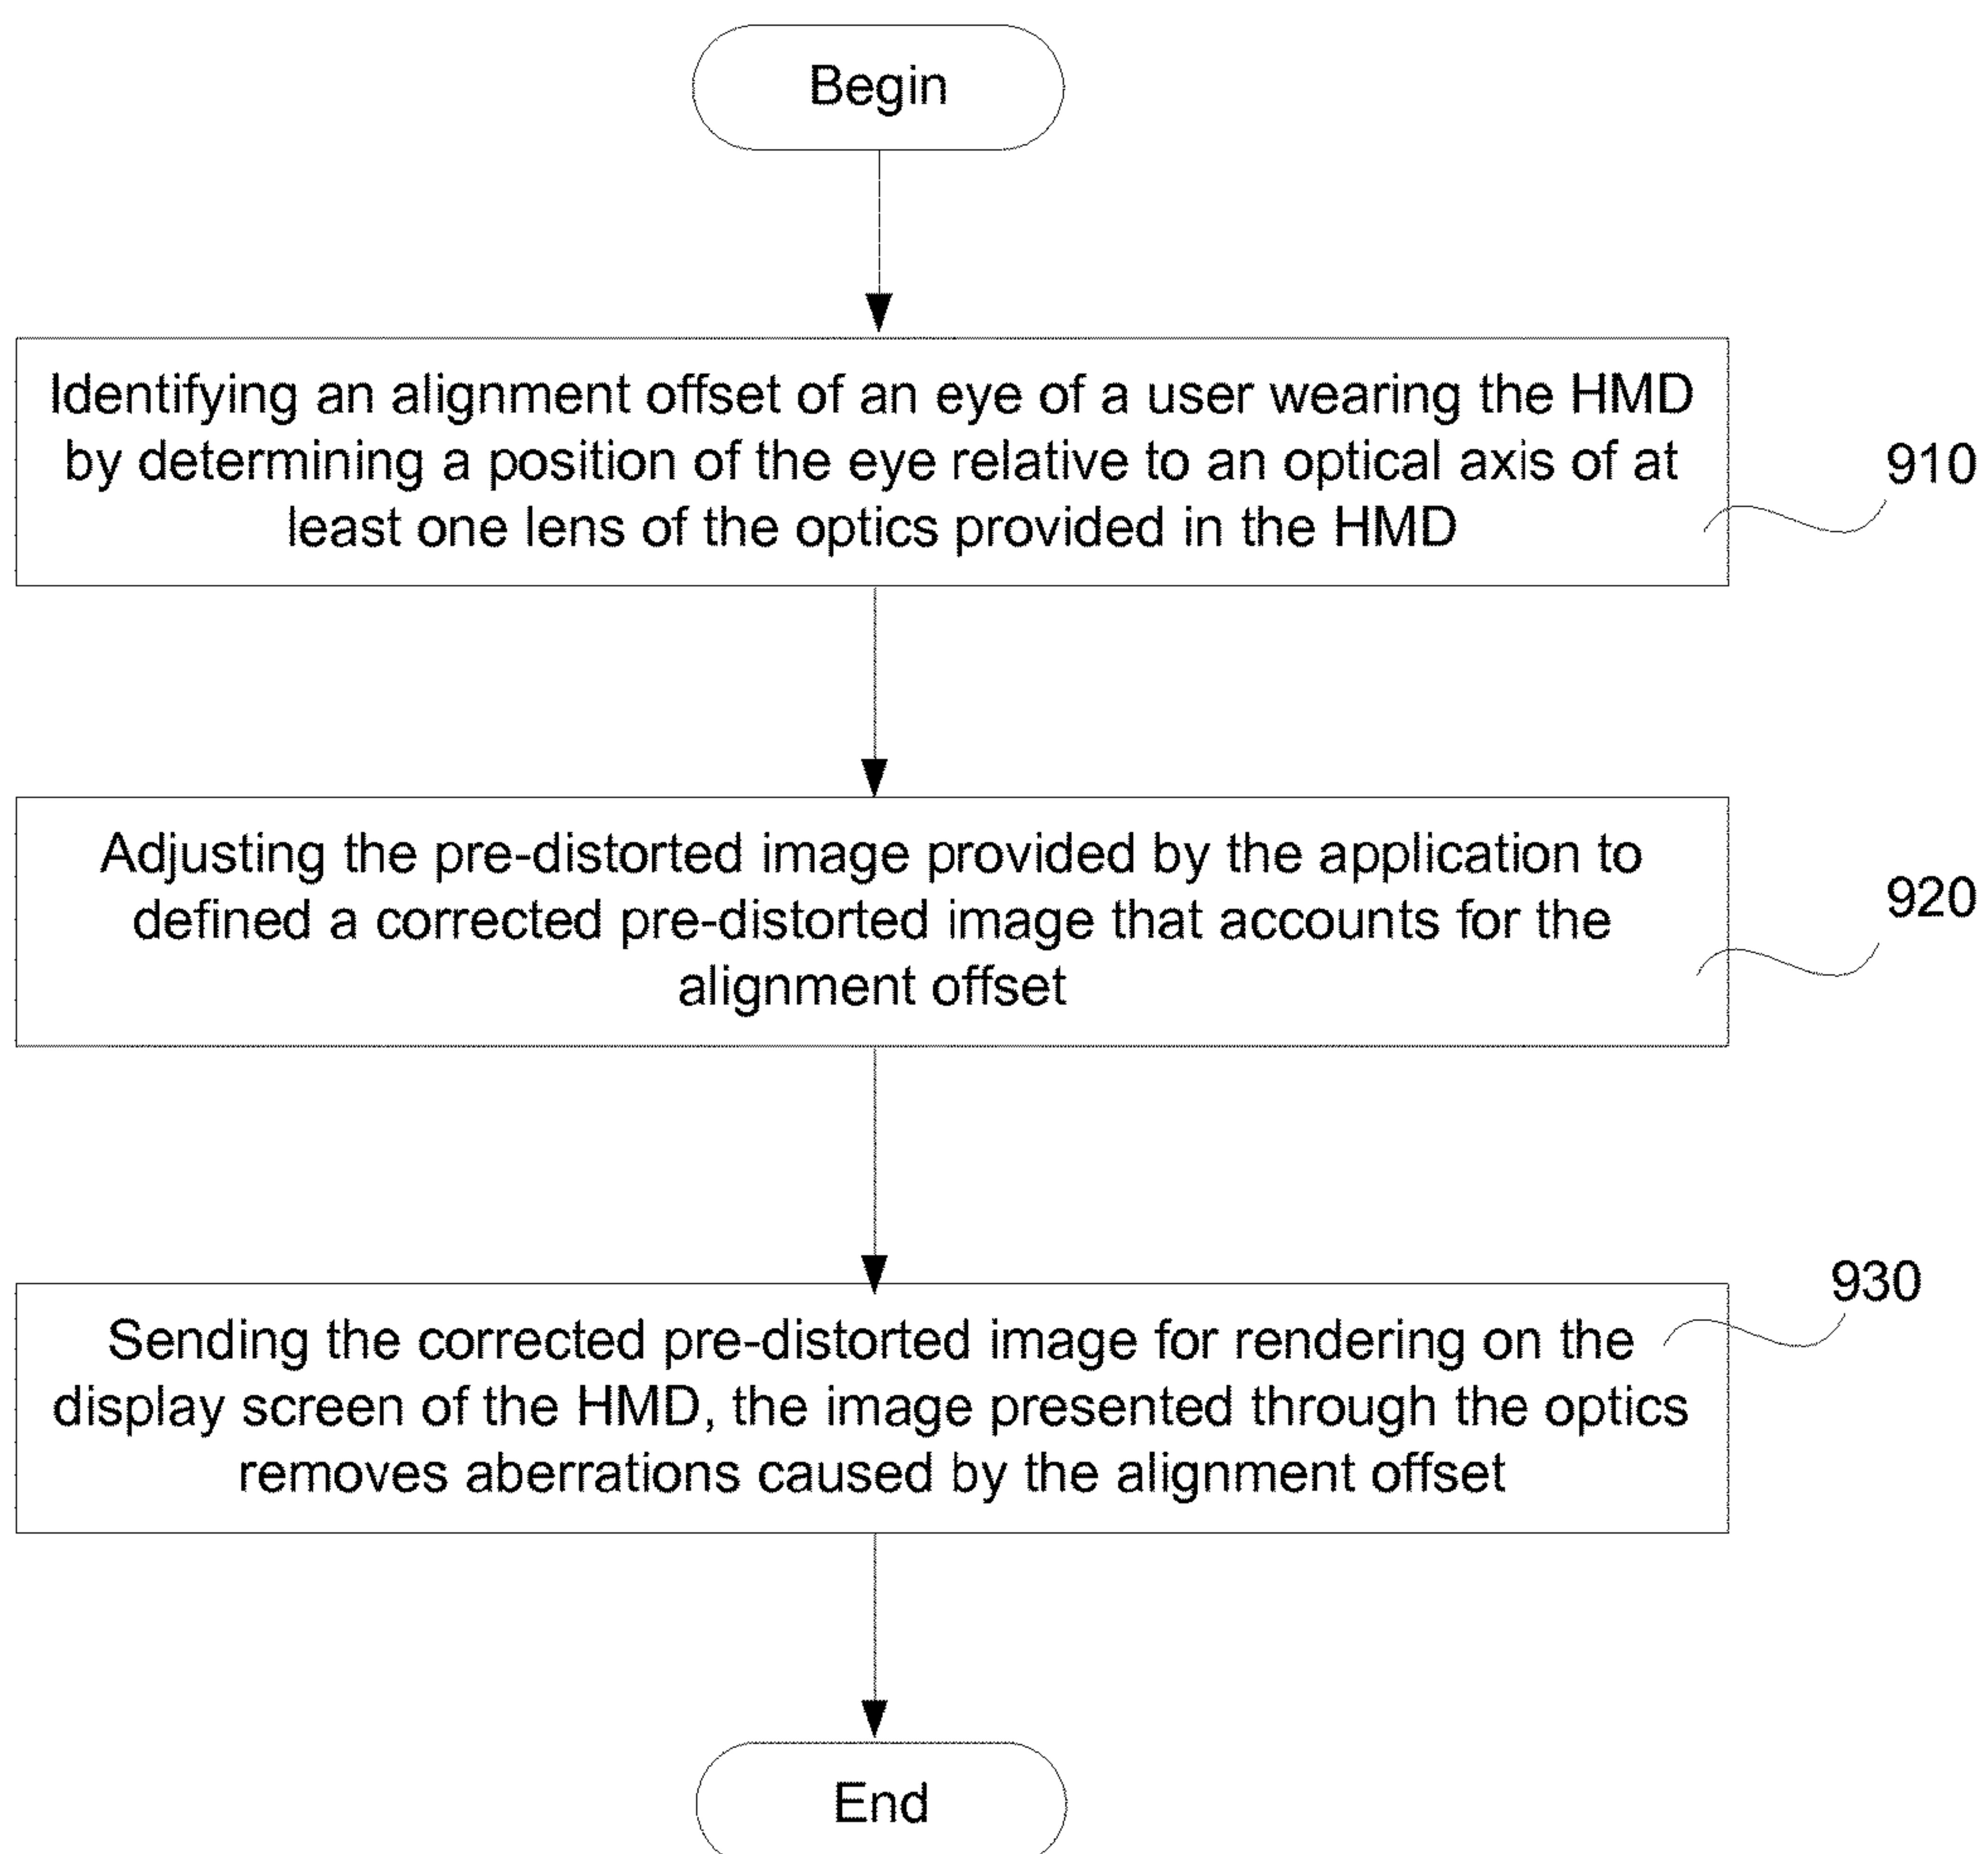 Begin
Identifying an alignment offset of an eye of a user wearing the HMD
by determining a position of the eye relative to an optical axis of at
least one lens of the optics provided in the HMD
910
Adjusting the pre-distorted image provided by the application to
defined a corrected pre-distorted image that accounts for the
alignment offset
920
Sending the corrected pre-distorted image for rendering on the
display screen of the HMD, the image presented through the optics
removes aberrations caused by the alignment offset
930
End